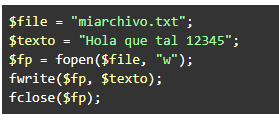 $file = "miarchivo.txt";
$texto = "Hola que tal 12345";
$fp = fopen($file, "w");
fwrite($fp, $texto);
fclose($fp);